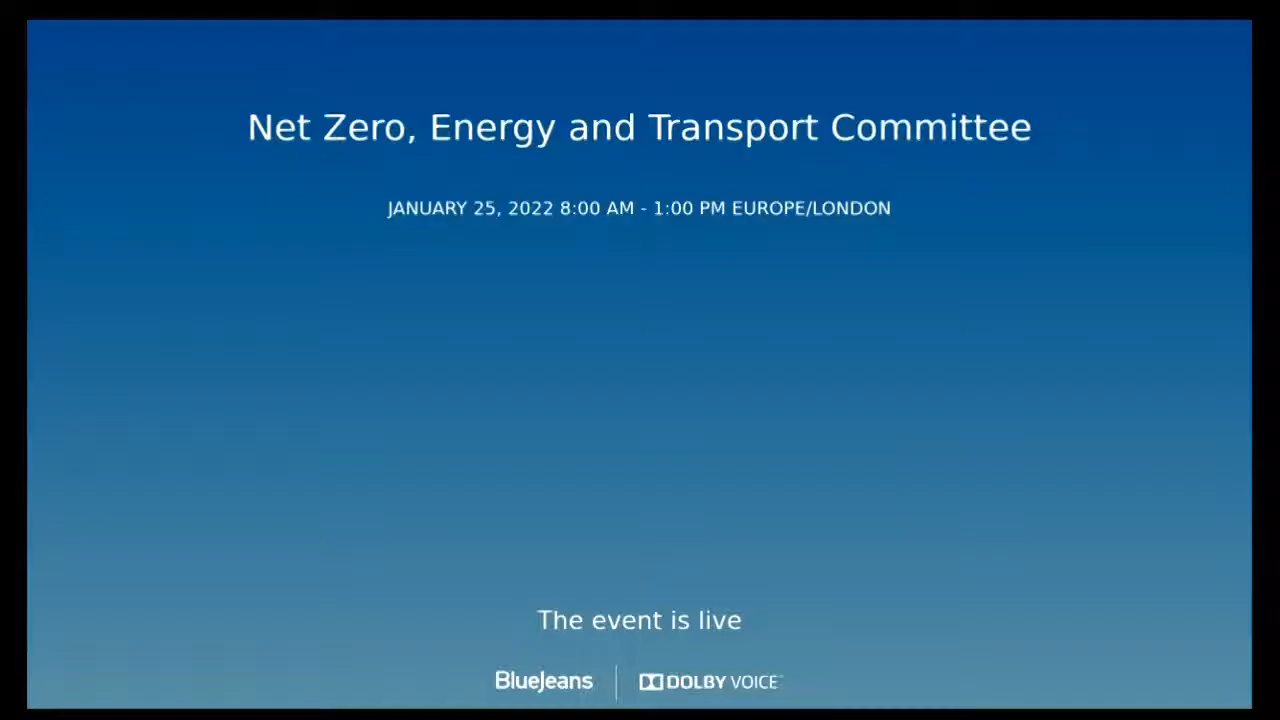 Net Zero, Energy and Transport Committee
JANUARY 25, 2022 8:00 AM - 1:00 PM EUROPE/LONDON
The event is live
BlueJeans
DOLBY VOICE